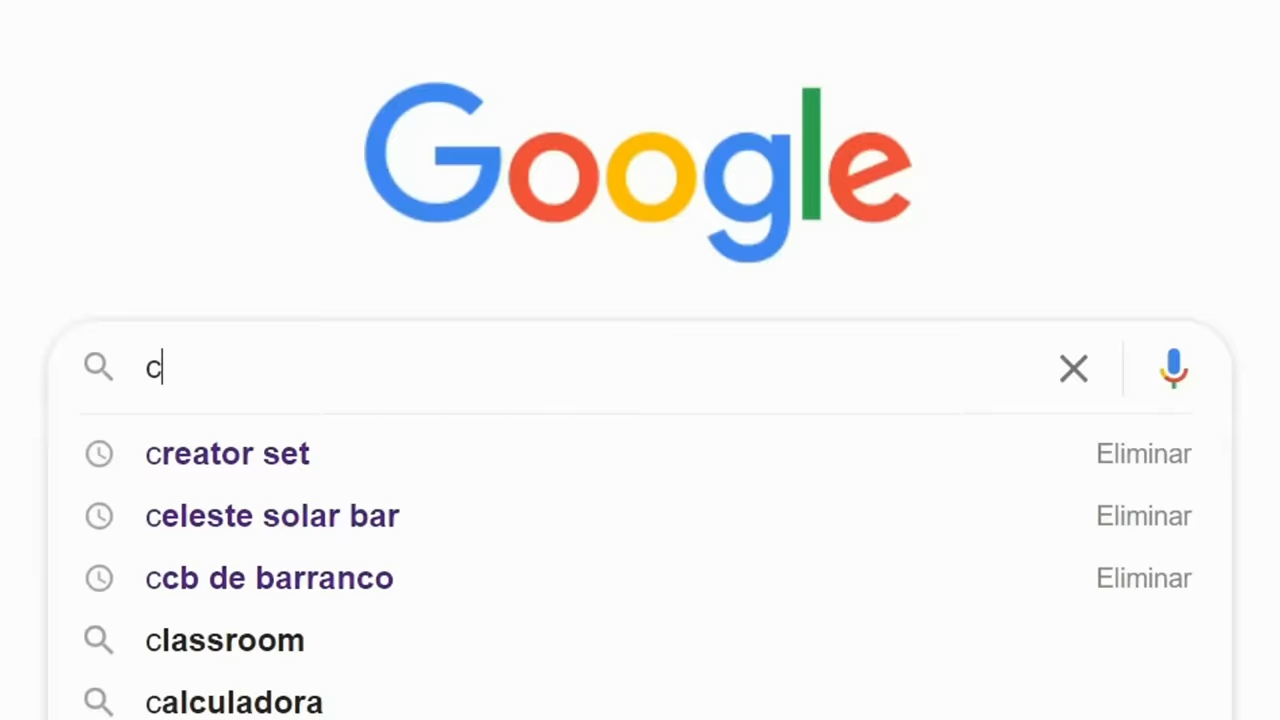 Google
c
creator set Eliminar
celeste solar bar Eliminar
ccb de barranco Eliminar
classroom
calculadora